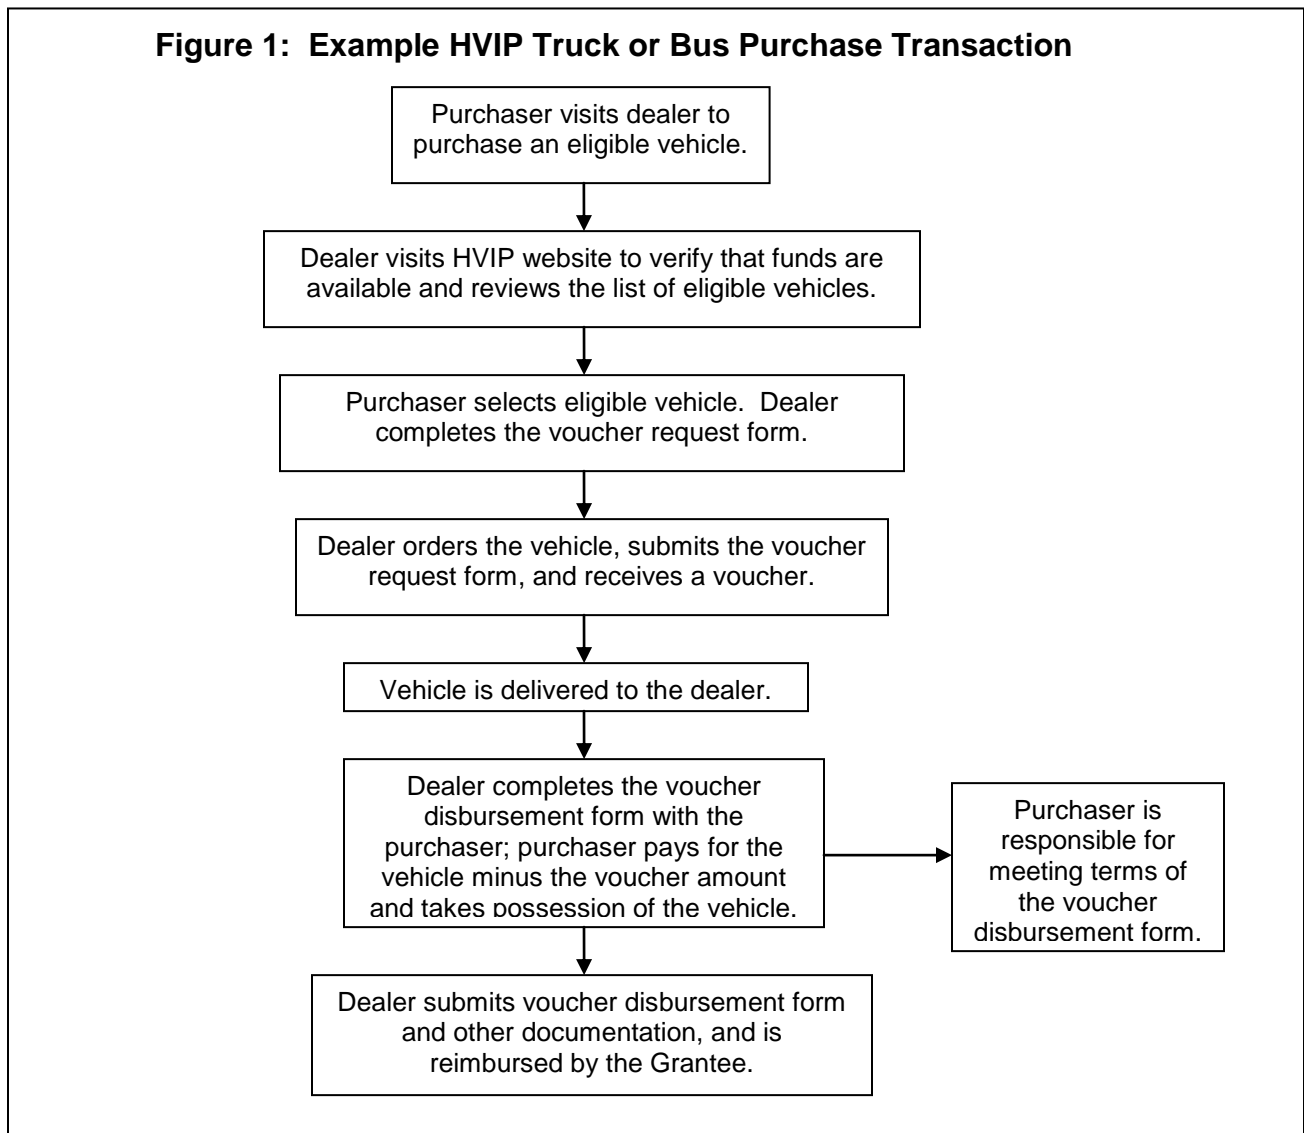 Figure 1:  Example HVIP Truck or Bus Purchase Transaction
Purchaser visits dealer to
purchase an eligible vehicle.
Dealer visits HVIP website to verify that funds are
available and reviews the list of eligible vehicles.
Purchaser selects eligible vehicle.  Dealer
completes the voucher request form.
Dealer orders the vehicle, submits the voucher
request form, and receives a voucher.
Vehicle is delivered to the dealer.
Dealer completes the voucher
disbursement form with the
purchaser; purchaser pays for the
vehicle minus the voucher amount
and takes possession of the vehicle.
Purchaser is
responsible for
meeting terms of
the voucher
disbursement form.
Dealer submits voucher disbursement form
and other documentation, and is
reimbursed by the Grantee.